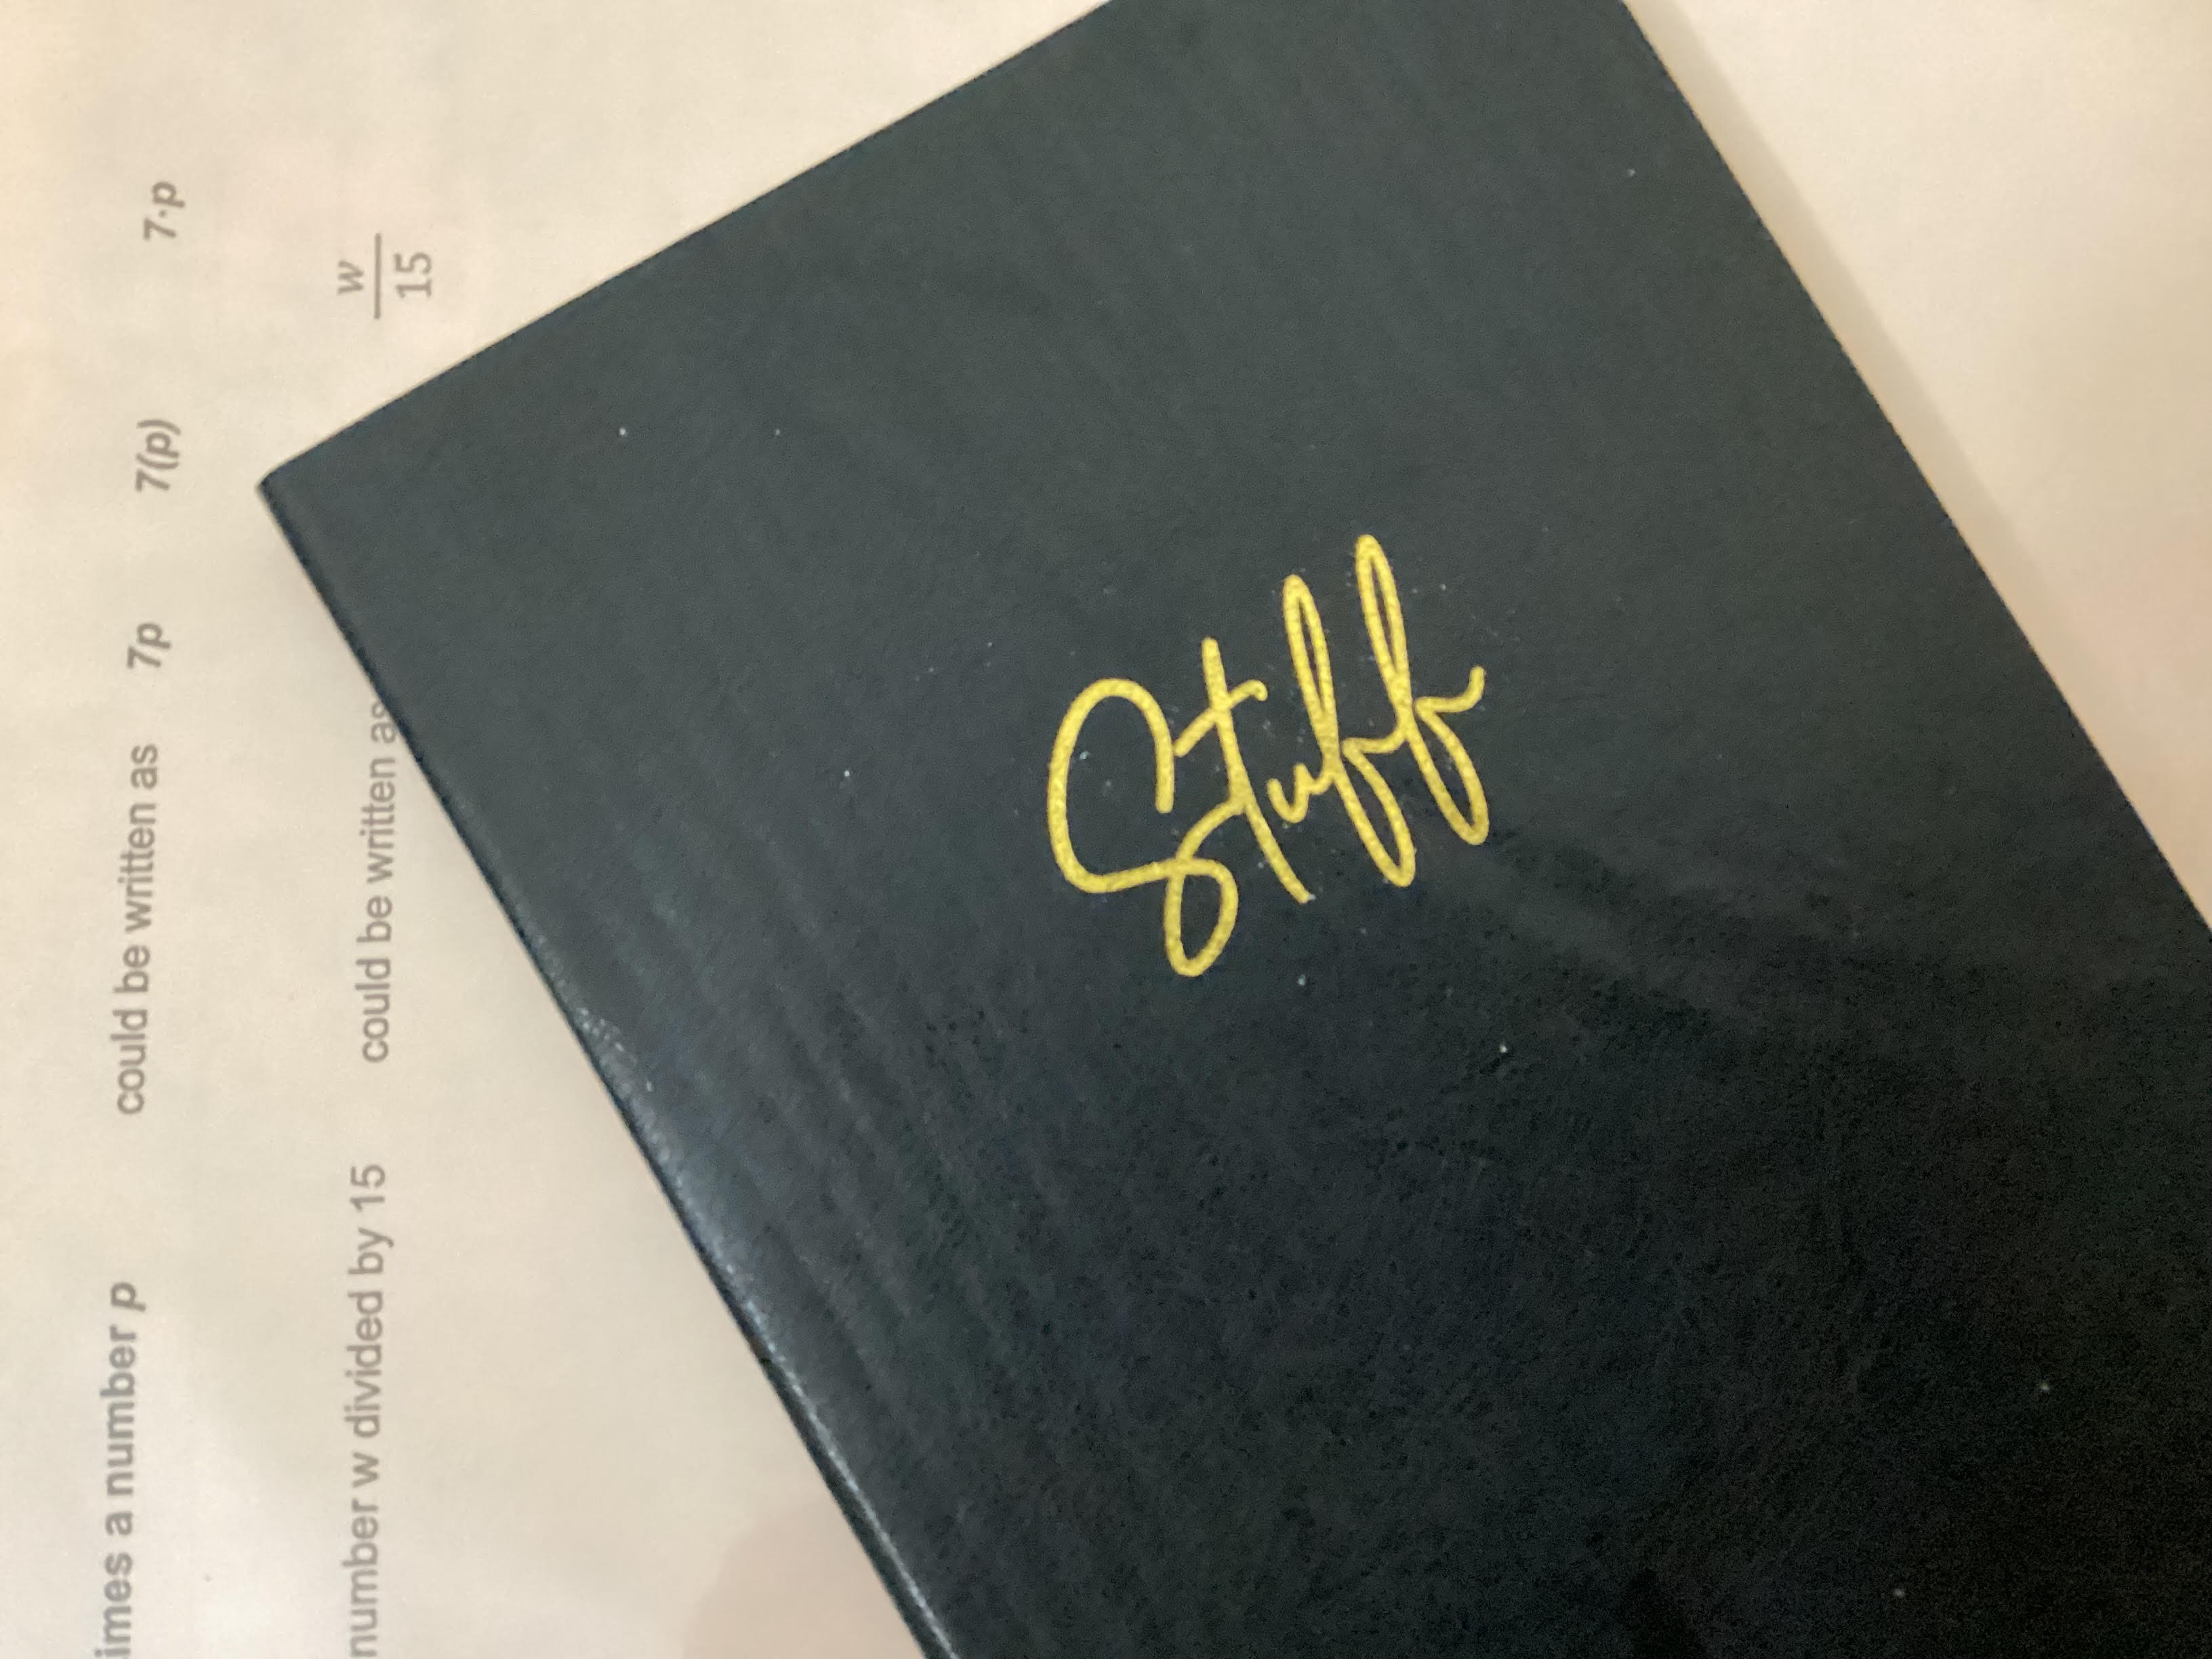 imes a number p could be written as 7p 7(p) 7·p
number w divided by 15 could be written as w/15
Stuff